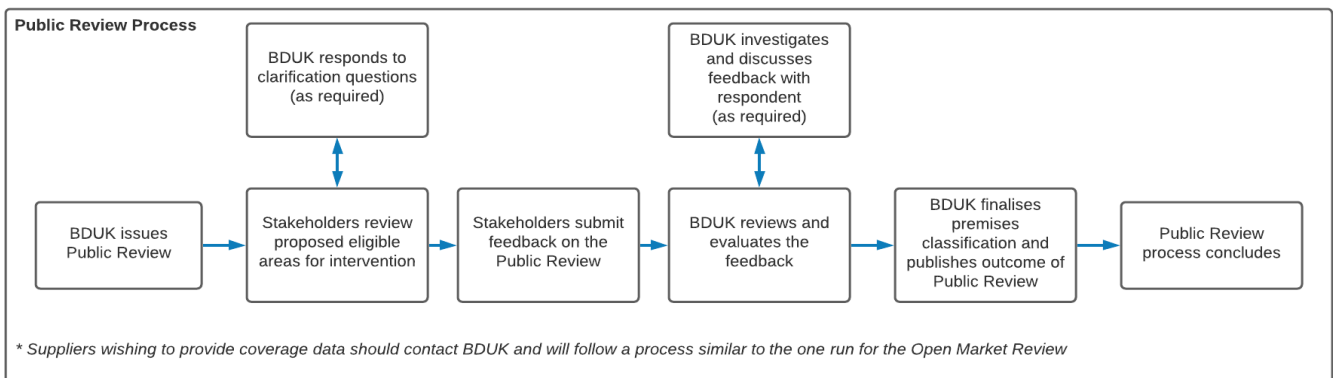 Public Review Process
BDUK responds to
clarification questions
(as required)
BDUK investigates
and discusses
feedback with
respondent
(as required)
BDUK issues
Public Review
Stakeholders review
proposed eligible
areas for intervention
Stakeholders submit
feedback on the
Public Review
BDUK reviews and
evaluates the
feedback
BDUK finalises
premises
classification and
publishes outcome of
Public Review
Public Review
process concludes
* Suppliers wishing to provide coverage data should contact BDUK and will follow a process similar to the one run for the Open Market Review